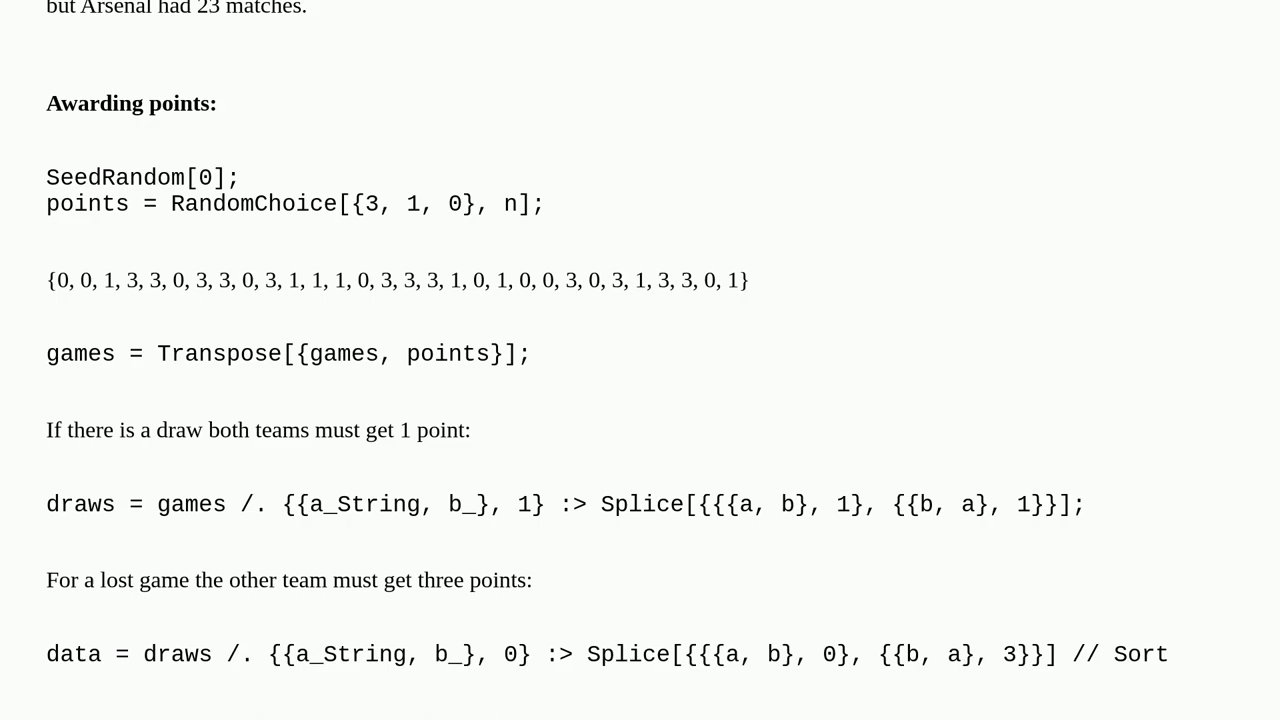 but Arsenal had 23 matches.
Awarding points:
SeedRandom[0];
points = RandomChoice[{3, 1, 0}, n];
{0, 0, 1, 3, 3, 0, 3, 3, 0, 3, 1, 1, 1, 0, 3, 3, 3, 1, 0, 1, 0, 0, 3, 0, 3, 1, 3, 3, 0, 1}
games = Transpose[{games, points}];
If there is a draw both teams must get 1 point:
draws = games /. {{a_String, b_}, 1} :> Splice[{{{a, b}, 1}, {{b, a}, 1}}];
For a lost game the other team must get three points:
data = draws /. {{a_String, b_}, 0} :> Splice[{{{a, b}, 0}, {{b, a}, 3}}] // Sort